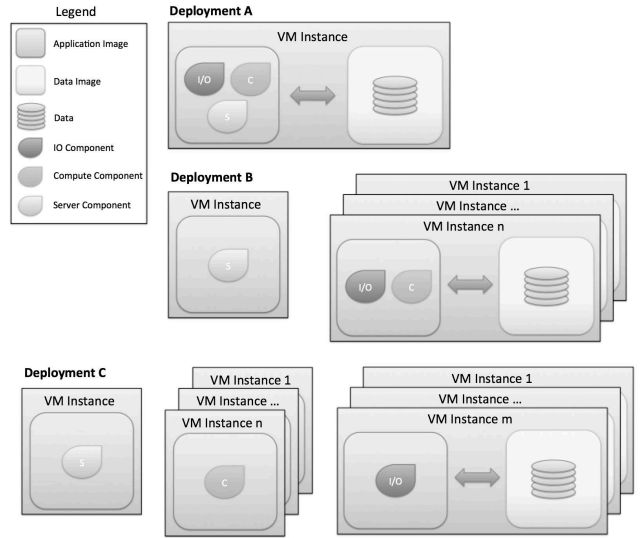 Legend
Application Image
Data Image
Data
IO Component
Compute Component
Server Component
Deployment A
VM Instance
I/O
C
S
Deployment B
VM Instance
S
VM Instance 1
VM Instance ...
VM Instance n
I/O
C
Deployment C
VM Instance
S
VM Instance 1
VM Instance ...
VM Instance n
C
VM Instance 1
VM Instance ...
VM Instance m
I/O